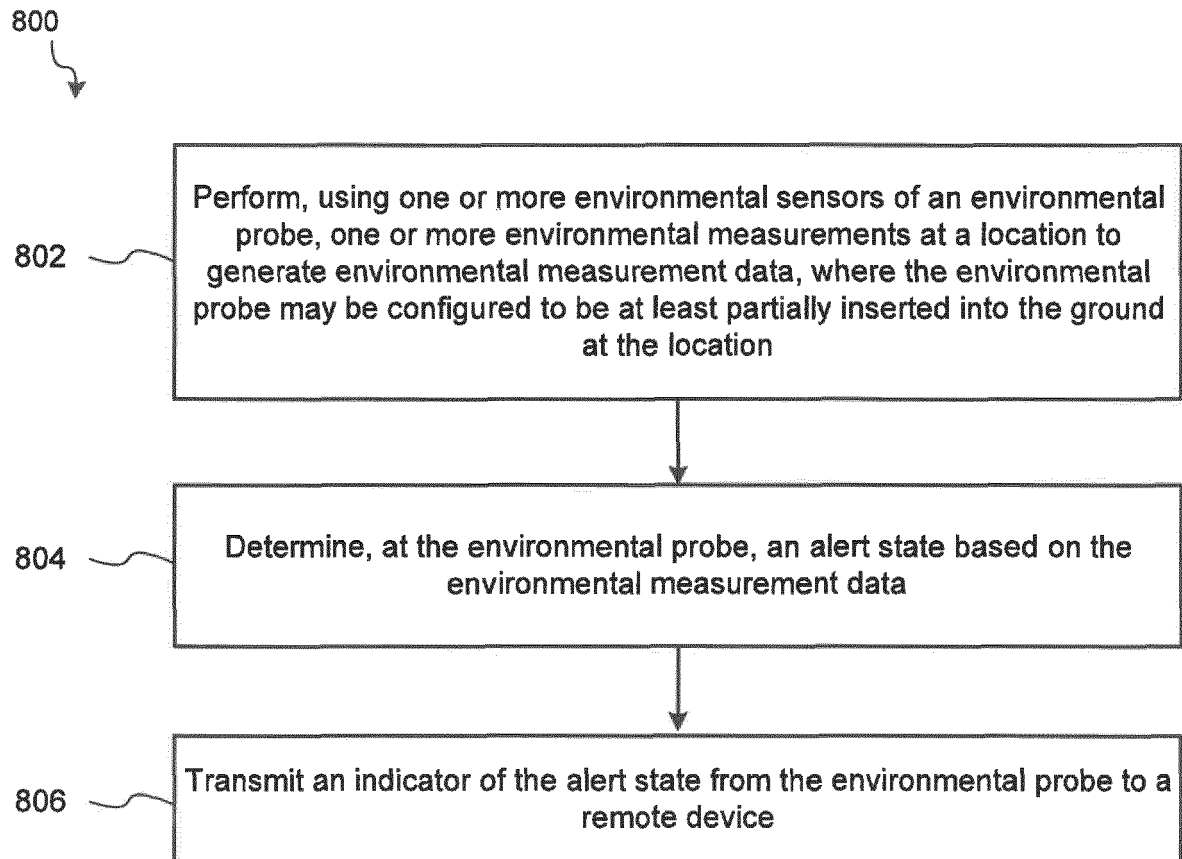 800
802
Perform, using one or more environmental sensors of an environmental
probe, one or more environmental measurements at a location to
generate environmental measurement data, where the environmental
probe may be configured to be at least partially inserted into the ground
at the location
804
Determine, at the environmental probe, an alert state based on the
environmental measurement data
806
Transmit an indicator of the alert state from the environmental probe to a
remote device